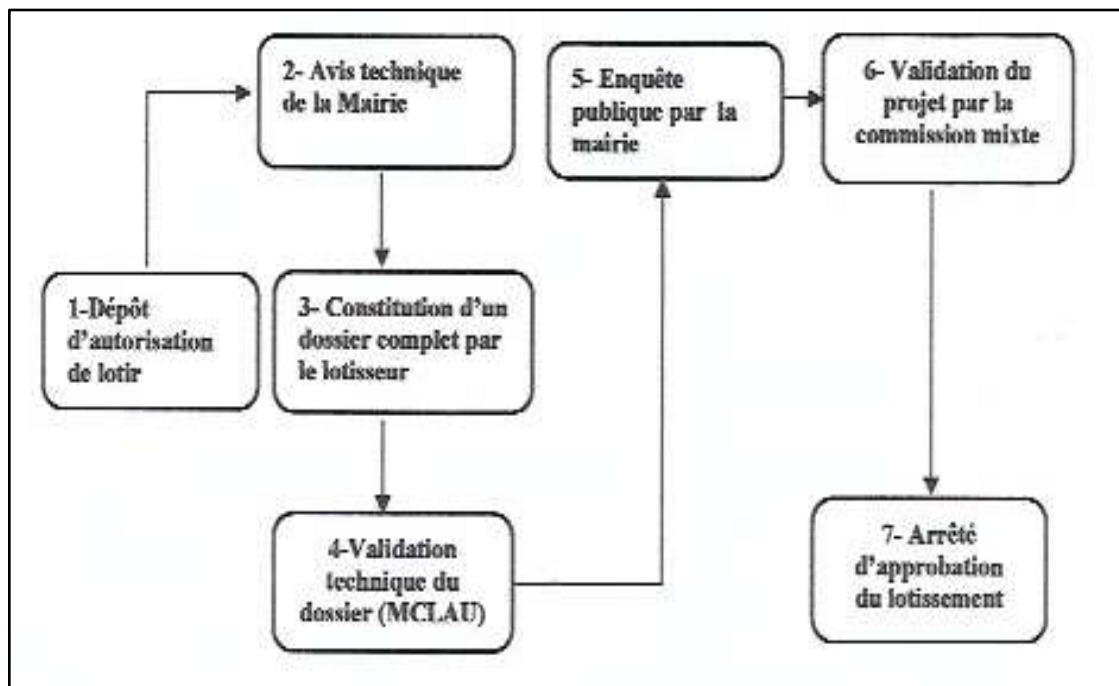 1-Dépôt
d'autorisation
de lotir
2- Avis technique
de la Mairie
3- Constitution d'un
dossier complet par
le lotisseur
4-Validation
technique du
dossier (MCLAU)
5- Enquête
publique par la
mairie
6- Validation du
projet par la
commission mixte
7- Arrêté
d'approbation
du lotissement